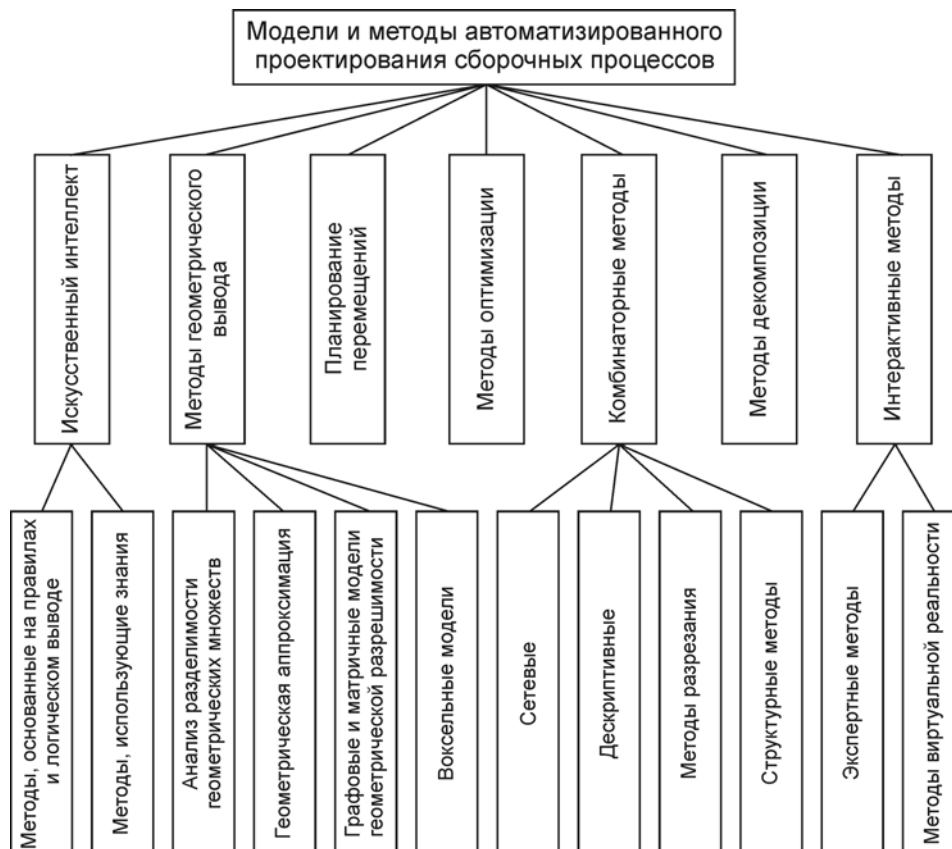 Модели и методы автоматизированного
проектирования сборочных процессов
Искусственный интеллект
Методы геометрического
вывода
Планирование
перемещений
Методы оптимизации
Комбинаторные методы
Методы декомпозиции
Интерактивные методы
Методы, основанные на правилах
и логическом выводе
Методы, использующие знания
Анализ разделимости
геометрических множеств
Геометрическая аппроксимация
Графовые и матричные модели
геометрической разрешимости
Воксельные модели
Сетевые
Дескриптивные
Методы разрезания
Структурные методы
Экспертные методы
Методы виртуальной реальности